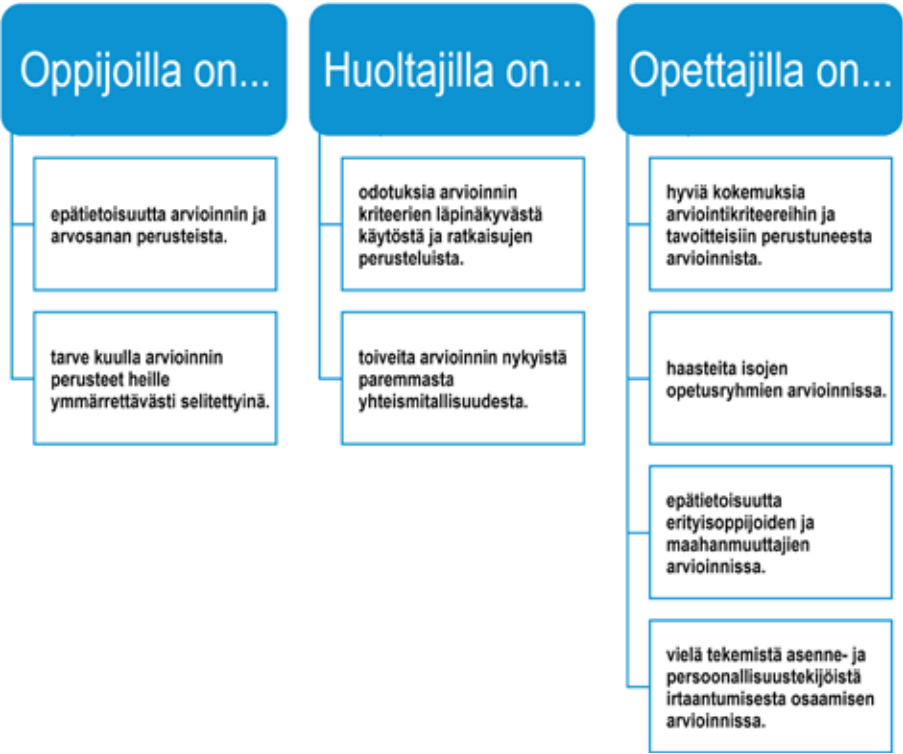 Oppijoilla on...
epätietoisuutta arvioinnin ja
arvosanan perusteista.
tarve kuulla arvioinnin
perusteet heille
ymmärrettävästi selitettyinä.
Huoltajilla on...
odotuksia arvioinnin
kriteerien läpinäkyvästä
käytöstä ja ratkaisujen
perusteluista.
toiveita arvioinnin nykyistä
paremmasta
yhteismitallisuudesta.
Opettajilla on...
hyviä kokemuksia
arviointikriteereihin ja
tavoitteisiin perustuneesta
arvioinnista.
haasteita isojen
opetusryhmien arvioinnissa.
epätietoisuutta
erityisoppijoiden ja
maahanmuuttajien
arvioinnissa.
vielä tekemistä asenne- ja
persoonallisuustekijöistä
irtaantumisesta osaamisen
arvioinnissa.